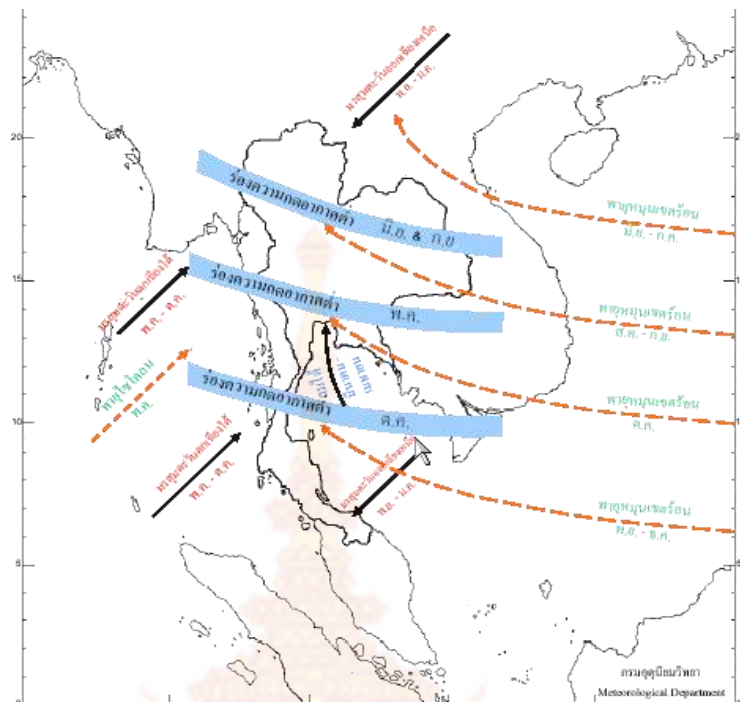 มรสุมตะวันออกเฉียงเหนือ
พ.ย. - ม.ค.
20
20
ร่องความกดอากาศต่ำ มิ.ย. & ก.ย
พายุหมุนเขตร้อน
มิ.ย. - ก.ค.
15
15
มรสุมตะวันตกเฉียงใต้
พ.ค. - ต.ค.
ร่องความกดอากาศต่ำ พ.ค.
พายุหมุนเขตร้อน
ส.ค. - ก.ย.
พายุไซโคลน
พ.ค.
ร่องความกดอากาศต่ำ ต.ค.
10
10
พายุหมุนเขตร้อน
ต.ค.
มรสุมตะวันตกเฉียงใต้
พ.ค. - ต.ค.
พ.ย. - ม.ค.
พายุหมุนเขตร้อน
พ.ย. - ธ.ค.
5
5
กรมอุตุนิยมวิทยา
Meteorological Department